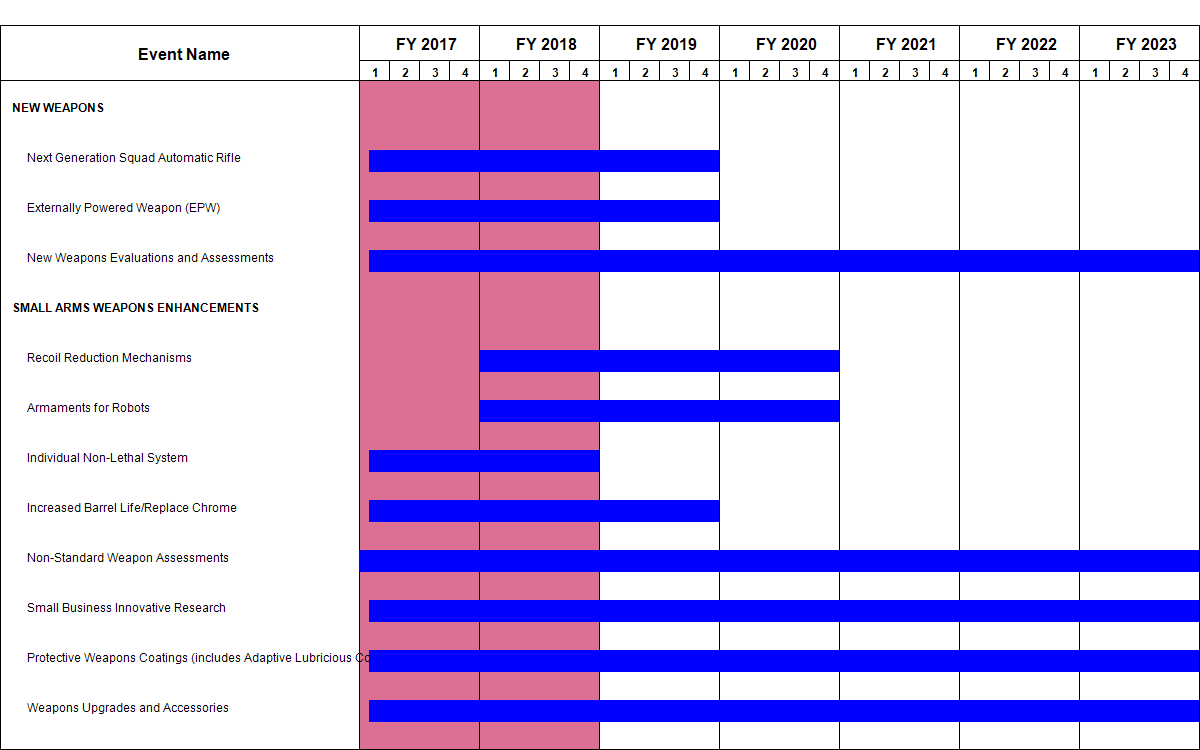 Event Name FY 2017 FY 2018 FY 2019 FY 2020 FY 2021 FY 2022 FY 2023
1 2 3 4 1 2 3 4 1 2 3 4 1 2 3 4 1 2 3 4 1 2 3 4 1 2 3 4
NEW WEAPONS
Next Generation Squad Automatic Rifle
Externally Powered Weapon (EPW)
New Weapons Evaluations and Assessments
SMALL ARMS WEAPONS ENHANCEMENTS
Recoil Reduction Mechanisms
Armaments for Robots
Individual Non-Lethal System
Increased Barrel Life/Replace Chrome
Non-Standard Weapon Assessments
Small Business Innovative Research
Protective Weapons Coatings (includes Adaptive Lubricious
Weapons Upgrades and Accessories